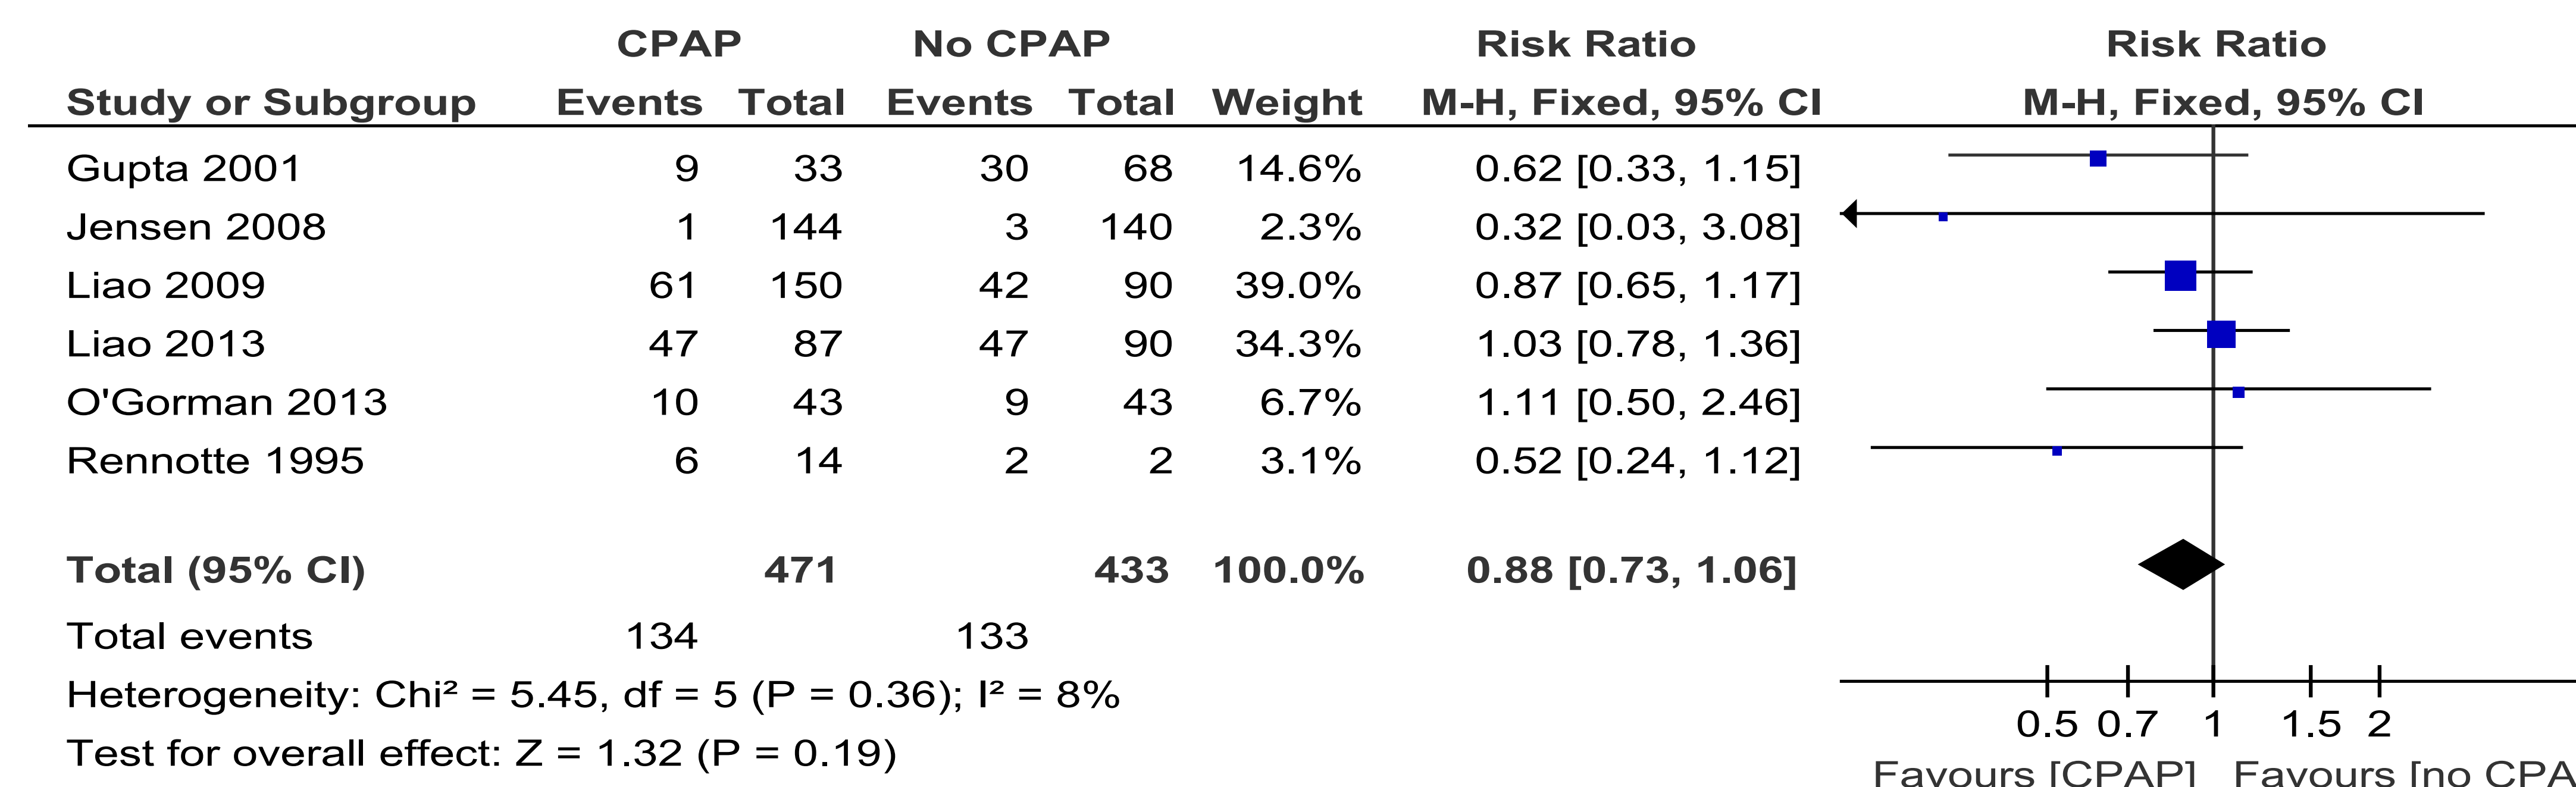 CPAP No CPAP Risk Ratio Risk Ratio
Study or Subgroup Events Total Events Total Weight M-H, Fixed, 95% CI M-H, Fixed, 95% CI
Gupta 2001 9 33 30 68 14.6% 0.62 [0.33, 1.15]
Jensen 2008 1 144 3 140 2.3% 0.32 [0.03, 3.08]
Liao 2009 61 150 42 90 39.0% 0.87 [0.65, 1.17]
Liao 2013 47 87 47 90 34.3% 1.03 [0.78, 1.36]
O'Gorman 2013 10 43 9 43 6.7% 1.11 [0.50, 2.46]
Rennotte 1995 6 14 2 2 3.1% 0.52 [0.24, 1.12]
Total (95% CI) 471 433 100.0% 0.88 [0.73, 1.06]
Total events 134 133
Heterogeneity: Chi² = 5.45, df = 5 (P = 0.36); I² = 8%
Test for overall effect: Z = 1.32 (P = 0.19)
0.5 0.7 1 1.5 2
Favours [CPAP] Favours [no CPA